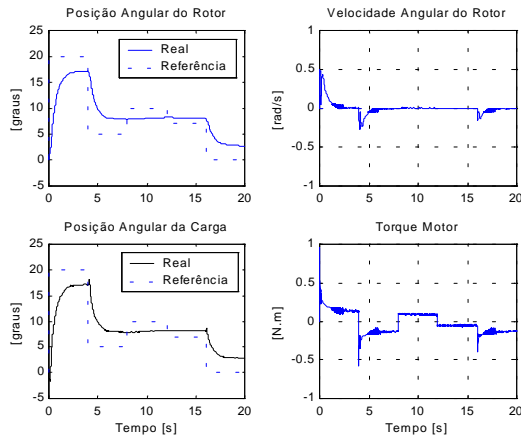 Posição Angular do Rotor
25
20
15
10
5
0
-5
[graus]
Real
Referência
0 5 10 15 20
Velocidade Angular do Rotor
1
0.5
0
-0.5
-1
[rad/s]
0 5 10 15 20
Posição Angular da Carga
25
20
15
10
5
0
-5
[graus]
Real
Referência
0 5 10 15 20
Tempo [s]
Torque Motor
1
0.5
0
-0.5
-1
[N.m]
0 5 10 15 20
Tempo [s]